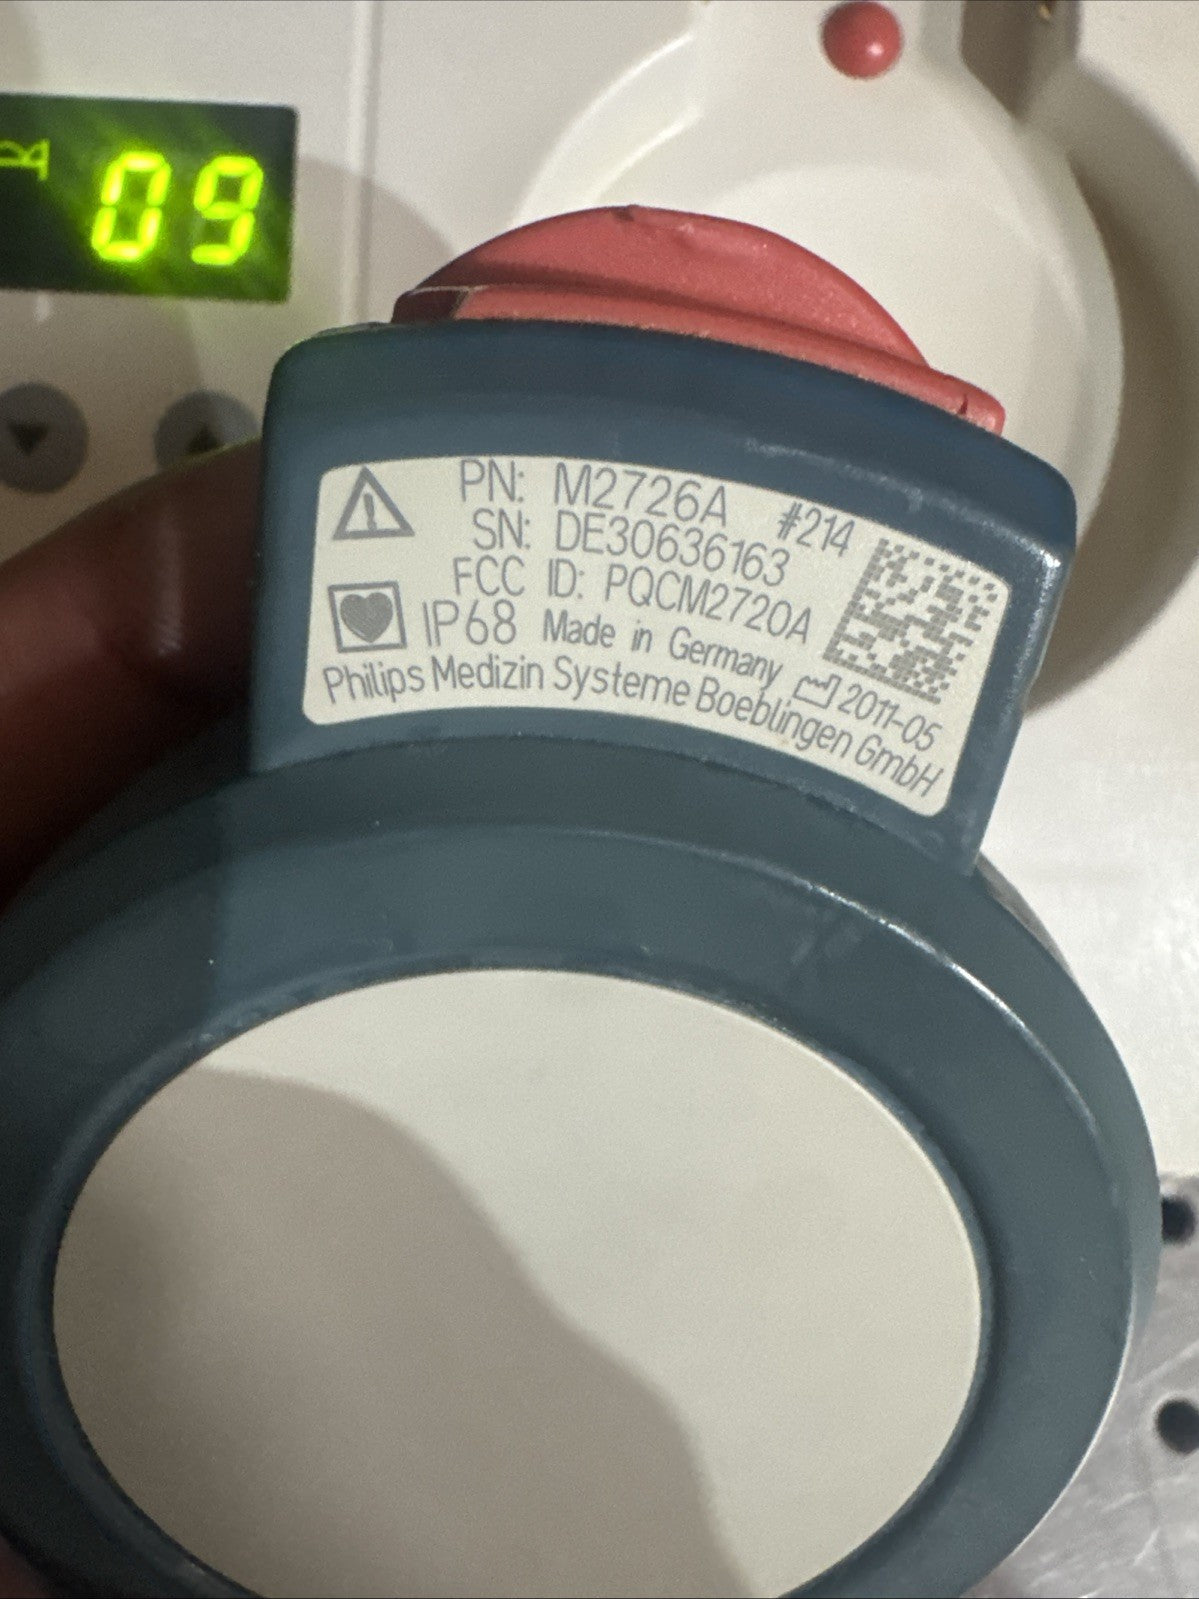 09
PN: M2726A #214
SN: DE30636163
FCC ID: PQCM2720A
IP68 Made in Germany 2011-05
Philips Medizin Systeme Boeblingen GmbH